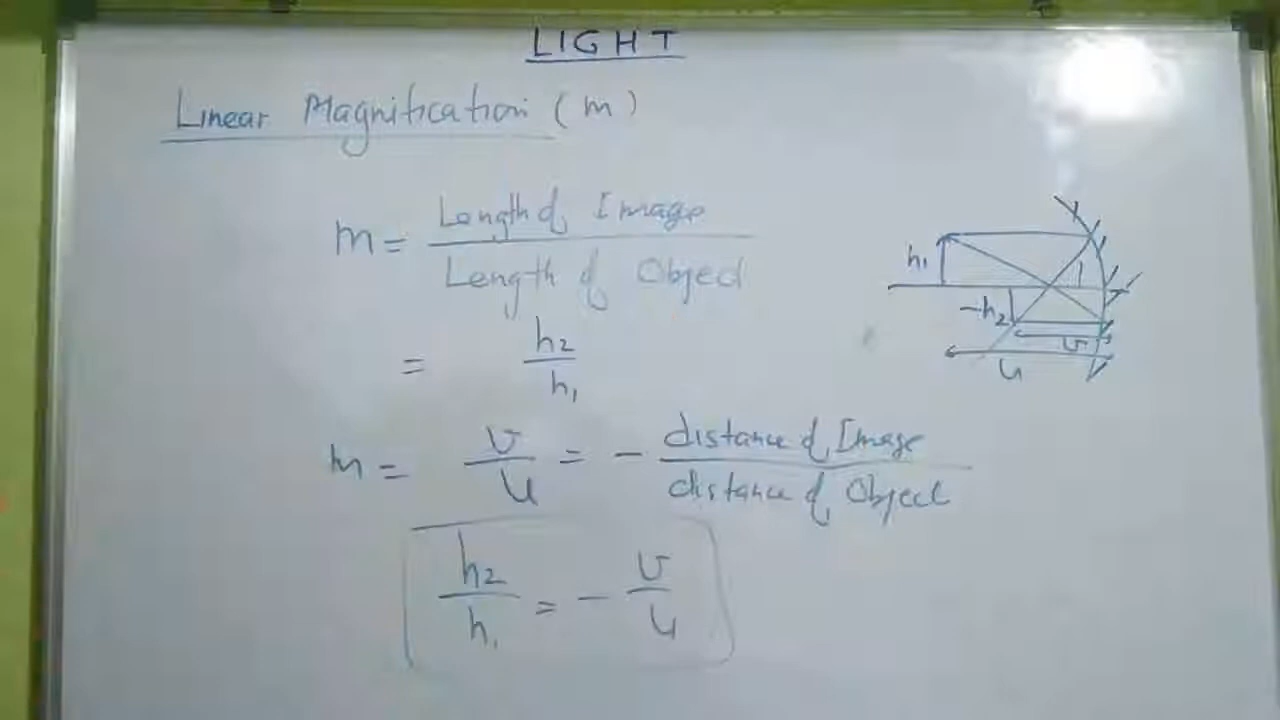 LIGHT
Linear Magnification (m)
m = Length of Image / Length of Object
= h₂ / h₁
m = v / u = - distance of Image / distance of Object
h₂ / h₁ = - v / u
h₁
-h₂
v
u